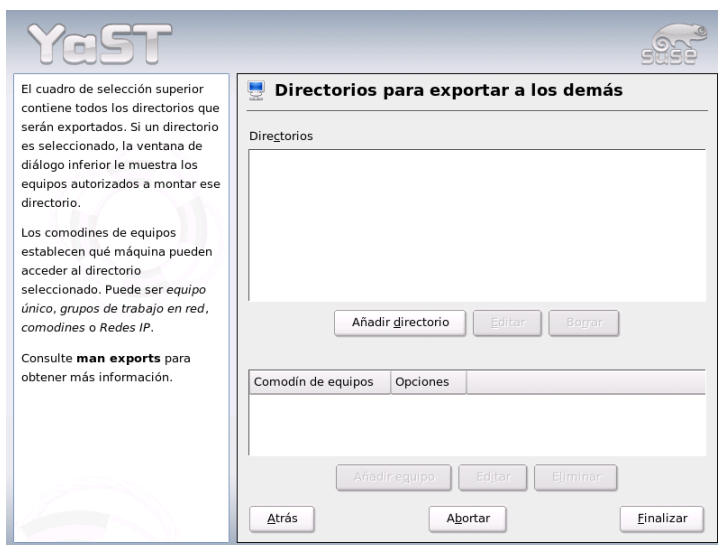 YaST
SUSE
El cuadro de selección superior
contiene todos los directorios que
serán exportados. Si un directorio
es seleccionado, la ventana de
diálogo inferior le muestra los
equipos autorizados a montar ese
directorio.
Los comodines de equipos
establecen qué máquina pueden
acceder al directorio
seleccionado. Puede ser equipo
único, grupos de trabajo en red,
comodines o Redes IP.
Consulte man exports para
obtener más información.
Directorios para exportar a los demás
Directorios
Añadir directorio Editar Borrar
Comodín de equipos Opciones
Añadir equipo Editar Eliminar
Atrás Abortar Finalizar